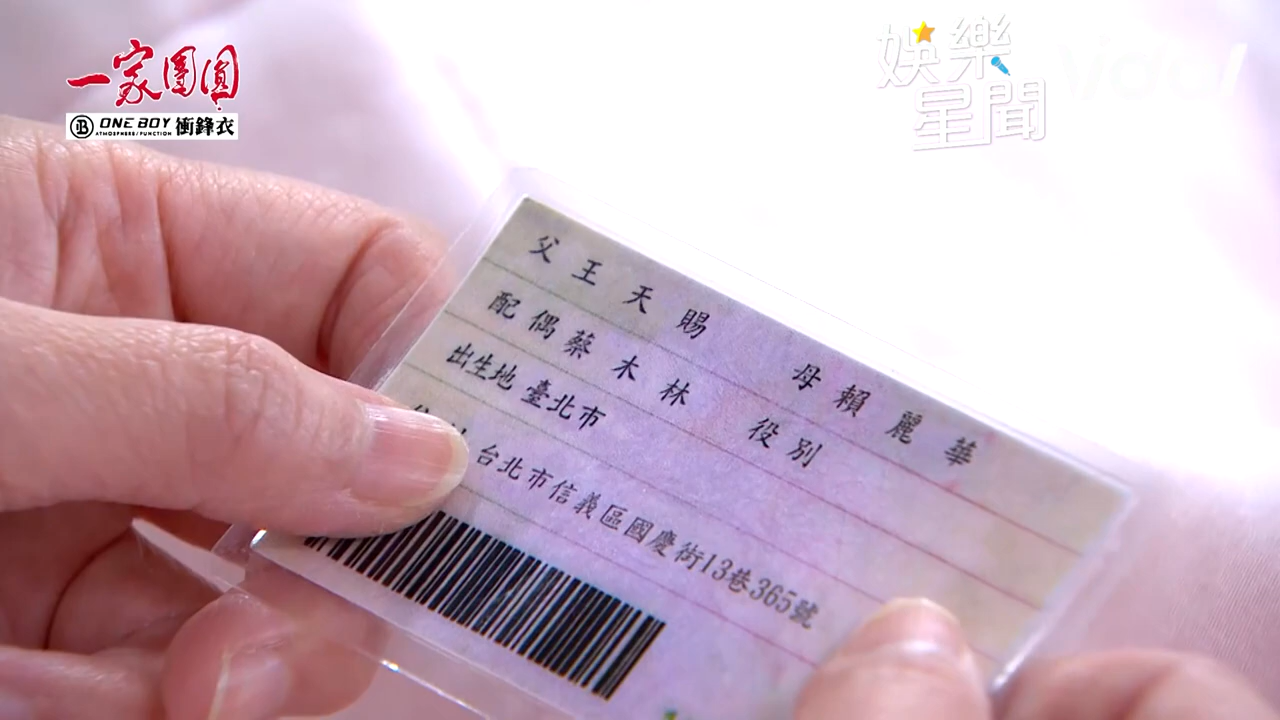 一家團圓
ONE BOY 衝鋒衣
ATMOSPHERE/FUNCTION
娛樂
星聞
父王天賜 母賴麗華
配偶蔡木林 役別
出生地 臺北市
台北市信義區國慶街13巷365號